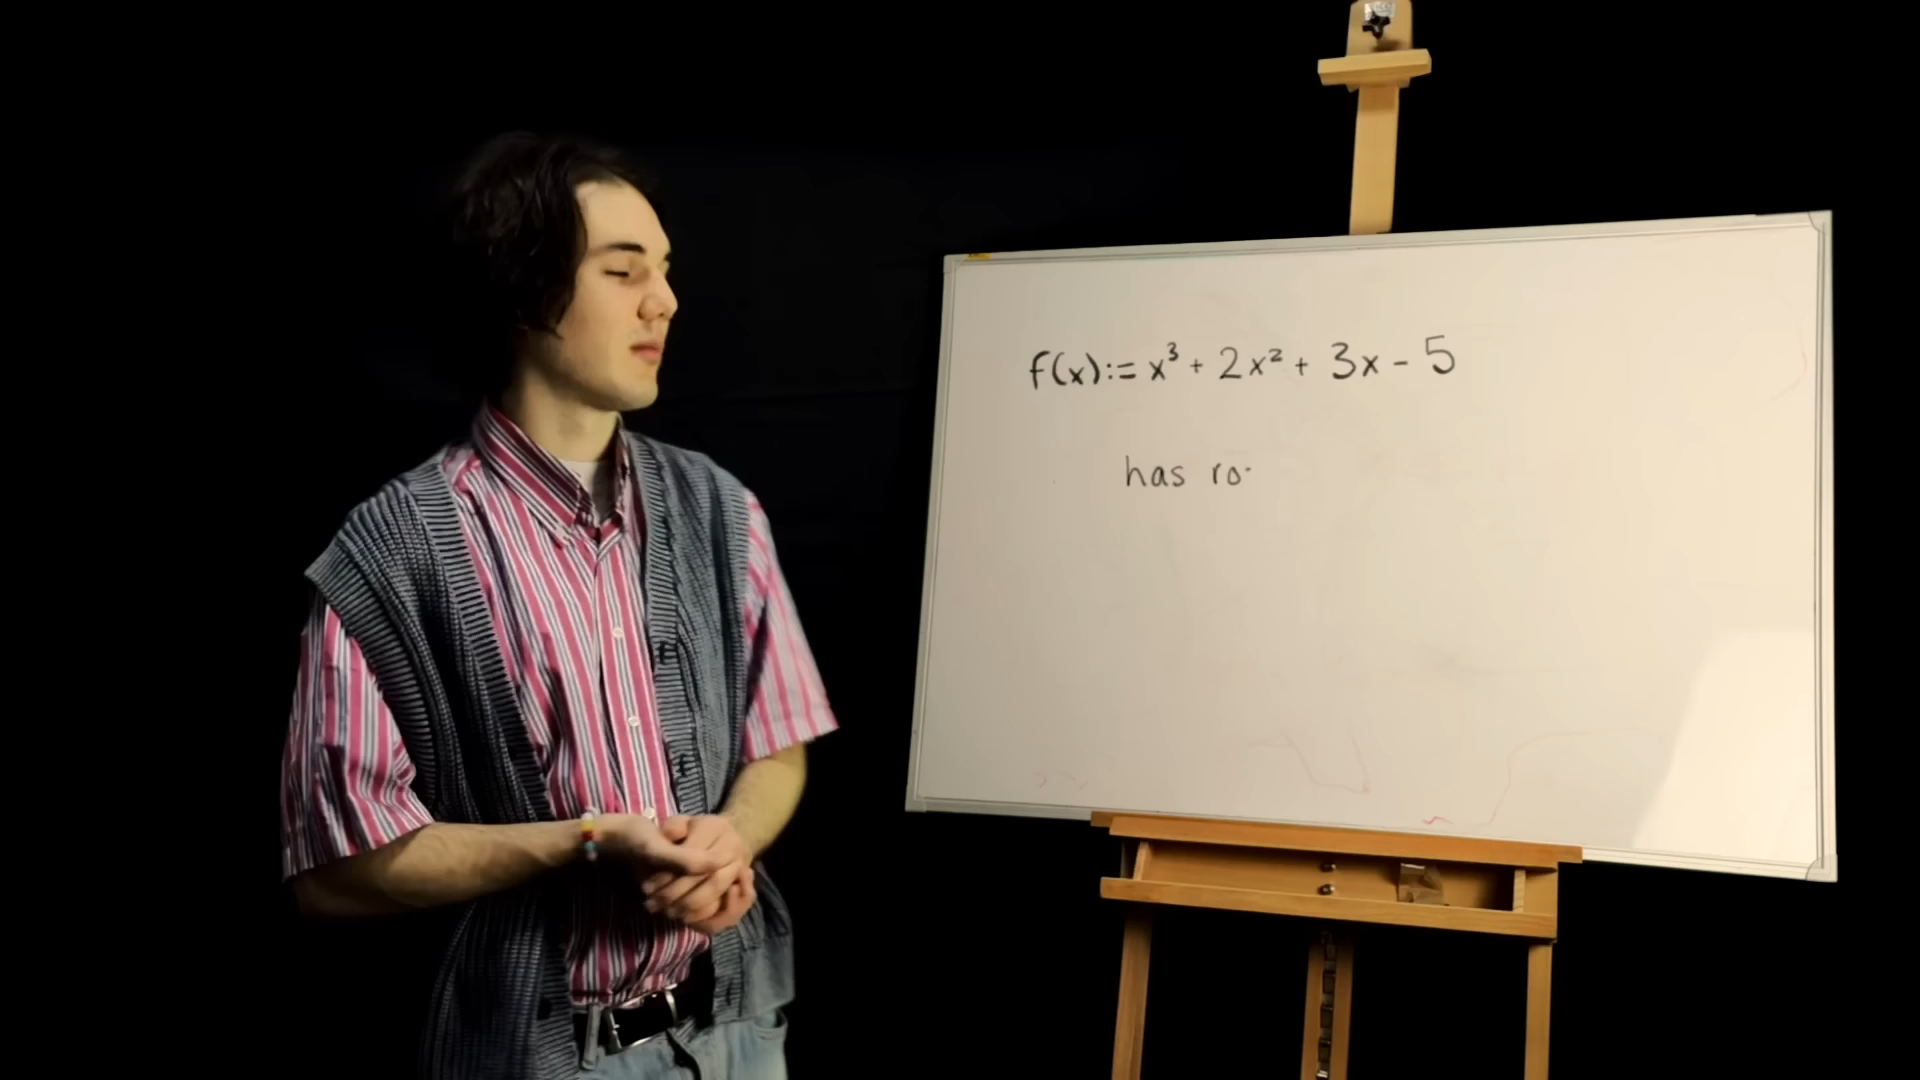 f(x):= x³ + 2x² + 3x - 5
has ro